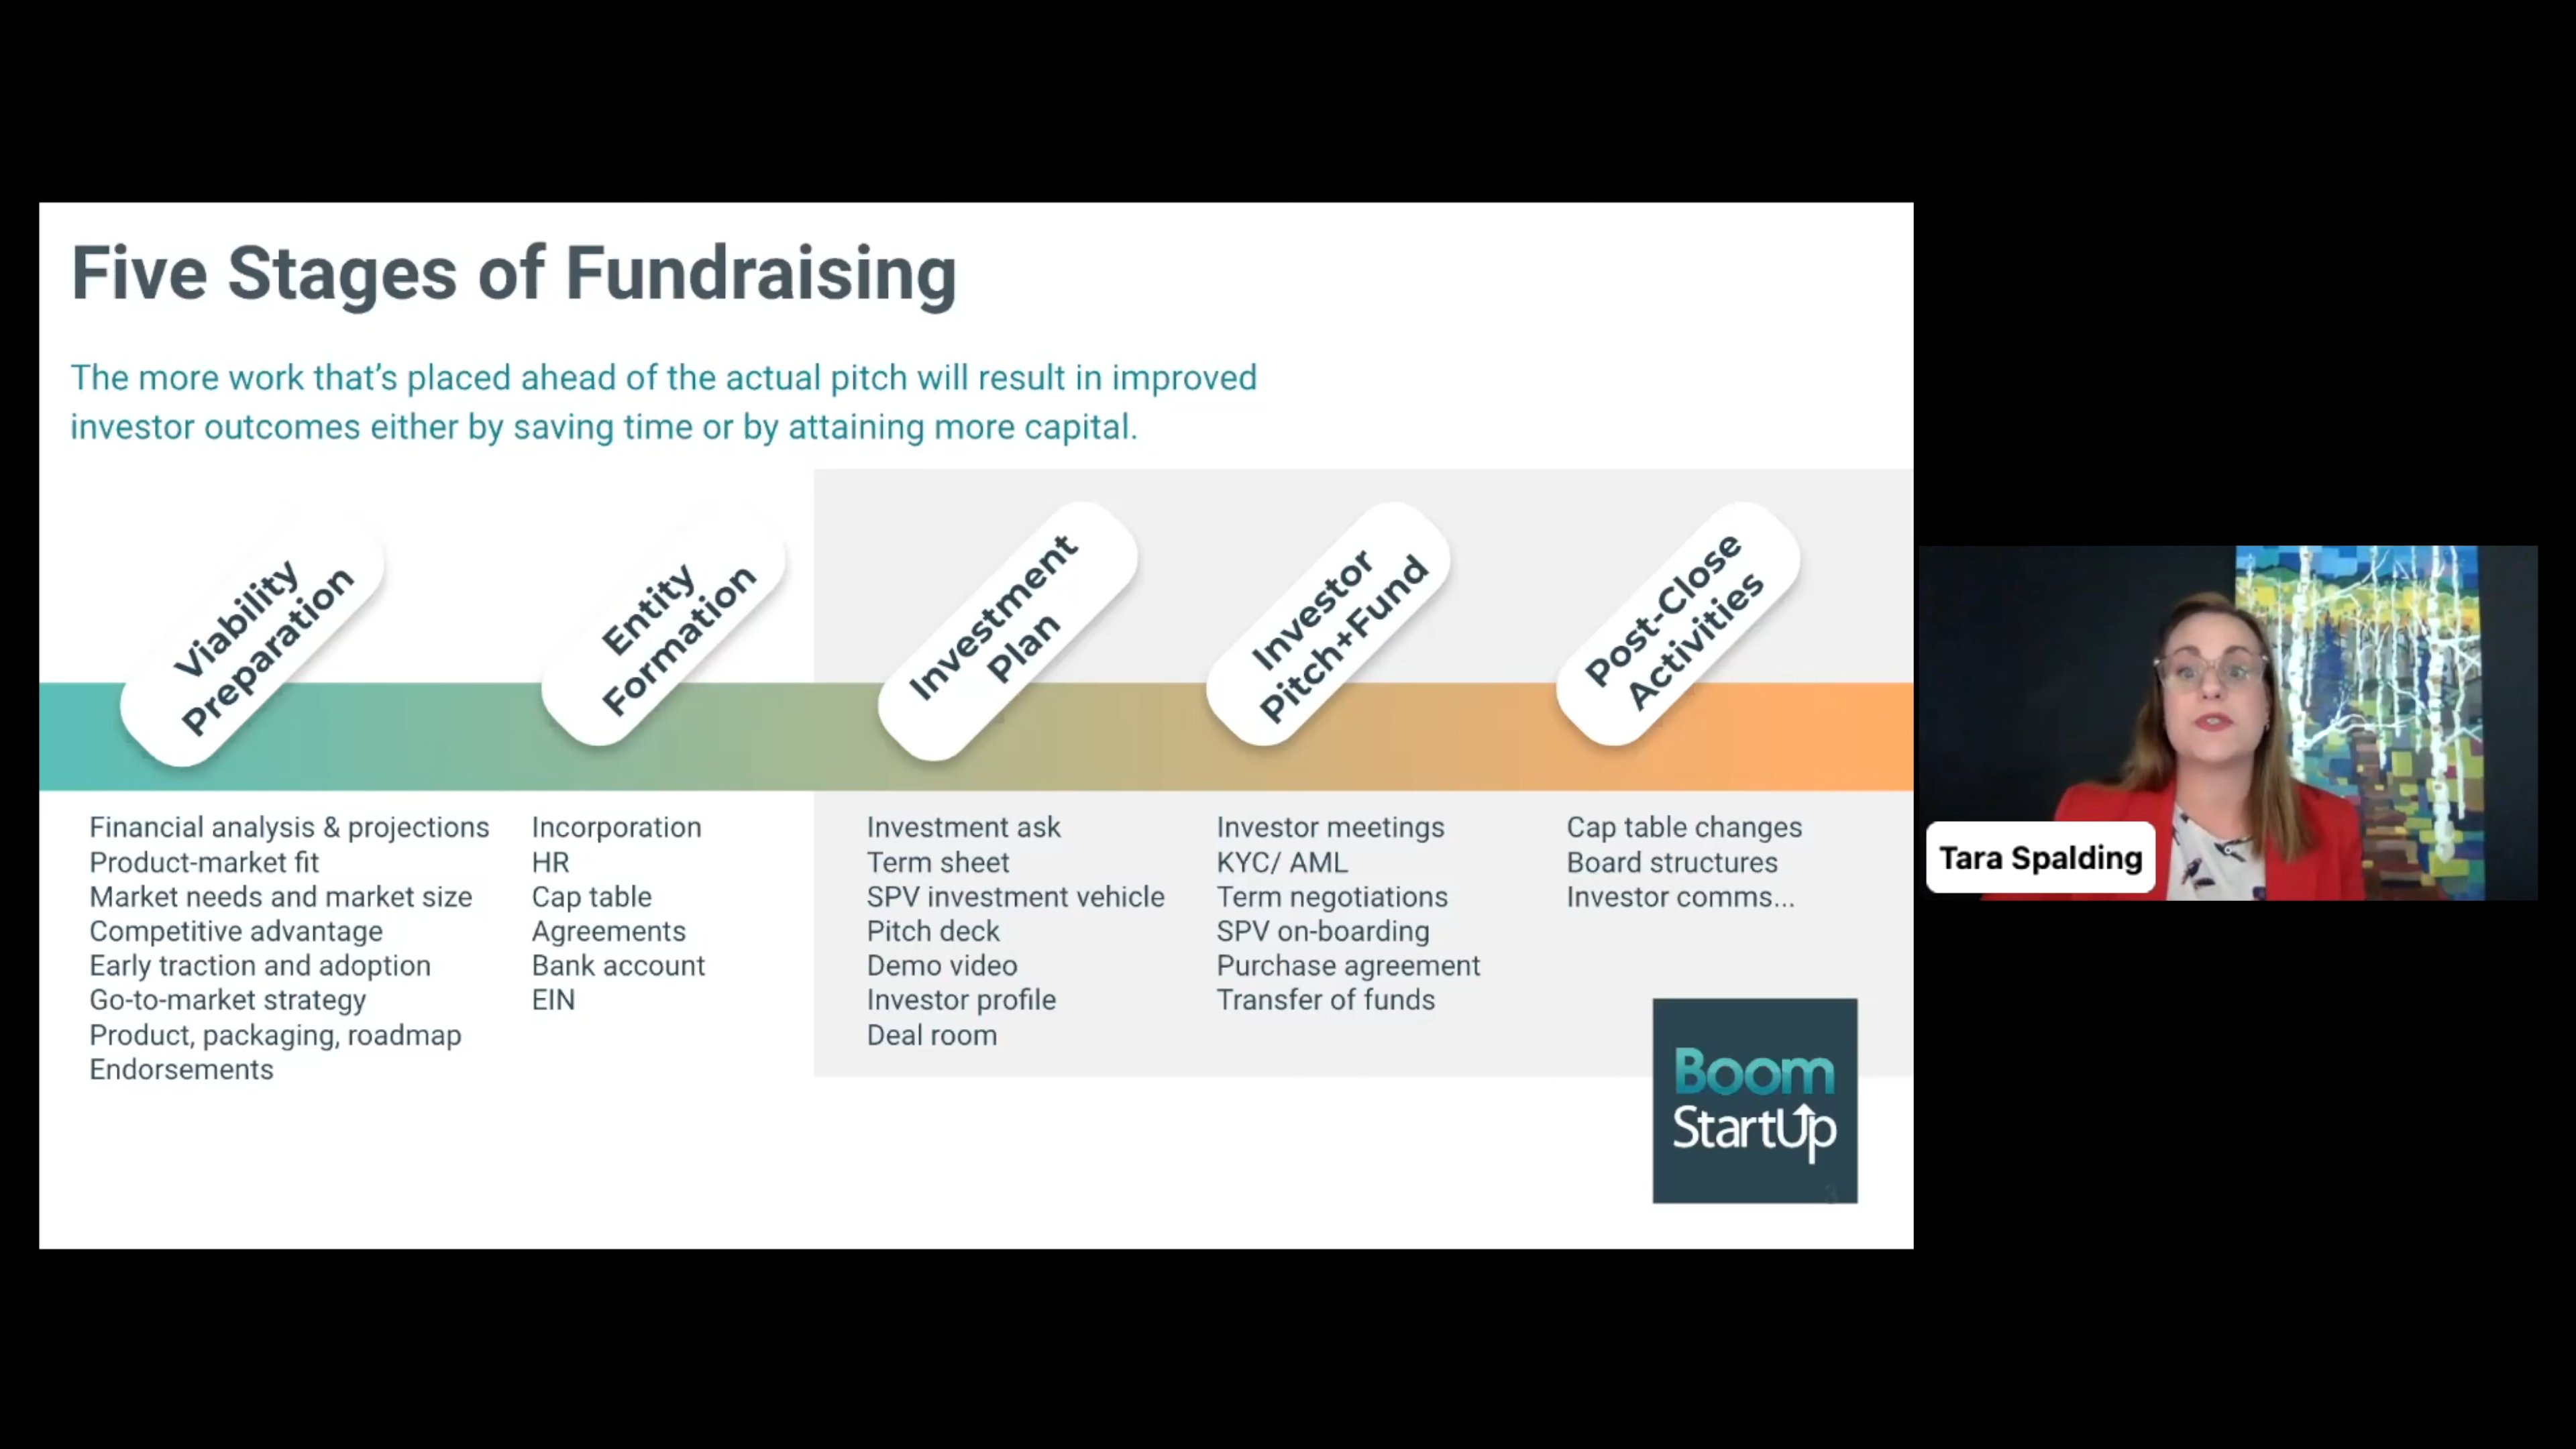 Five Stages of Fundraising
The more work that's placed ahead of the actual pitch will result in improved
investor outcomes either by saving time or by attaining more capital.
Viability
Preparation
Entity
Formation
Investment
Plan
Investor
Pitch+Fund
Post-Close
Activities
Financial analysis & projections
Product-market fit
Market needs and market size
Competitive advantage
Early traction and adoption
Go-to-market strategy
Product, packaging, roadmap
Endorsements
Incorporation
HR
Cap table
Agreements
Bank account
EIN
Investment ask
Term sheet
SPV investment vehicle
Pitch deck
Demo video
Investor profile
Deal room
Investor meetings
KYC/ AML
Term negotiations
SPV on-boarding
Purchase agreement
Transfer of funds
Cap table changes
Board structures
Investor comms...
Boom
StartUp
3
Tara Spalding